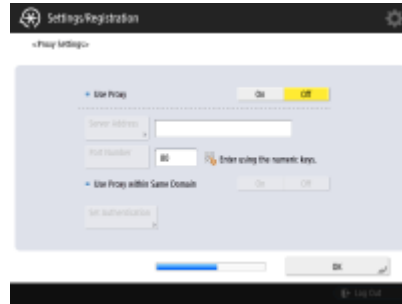 Settings/Registration
<Proxy Settings>
Use Proxy
On
Off
Server Address
Port Number
80
Enter using the numeric keys.
Use Proxy within Same Domain
On
Off
Set Authentication
OK
Log Out